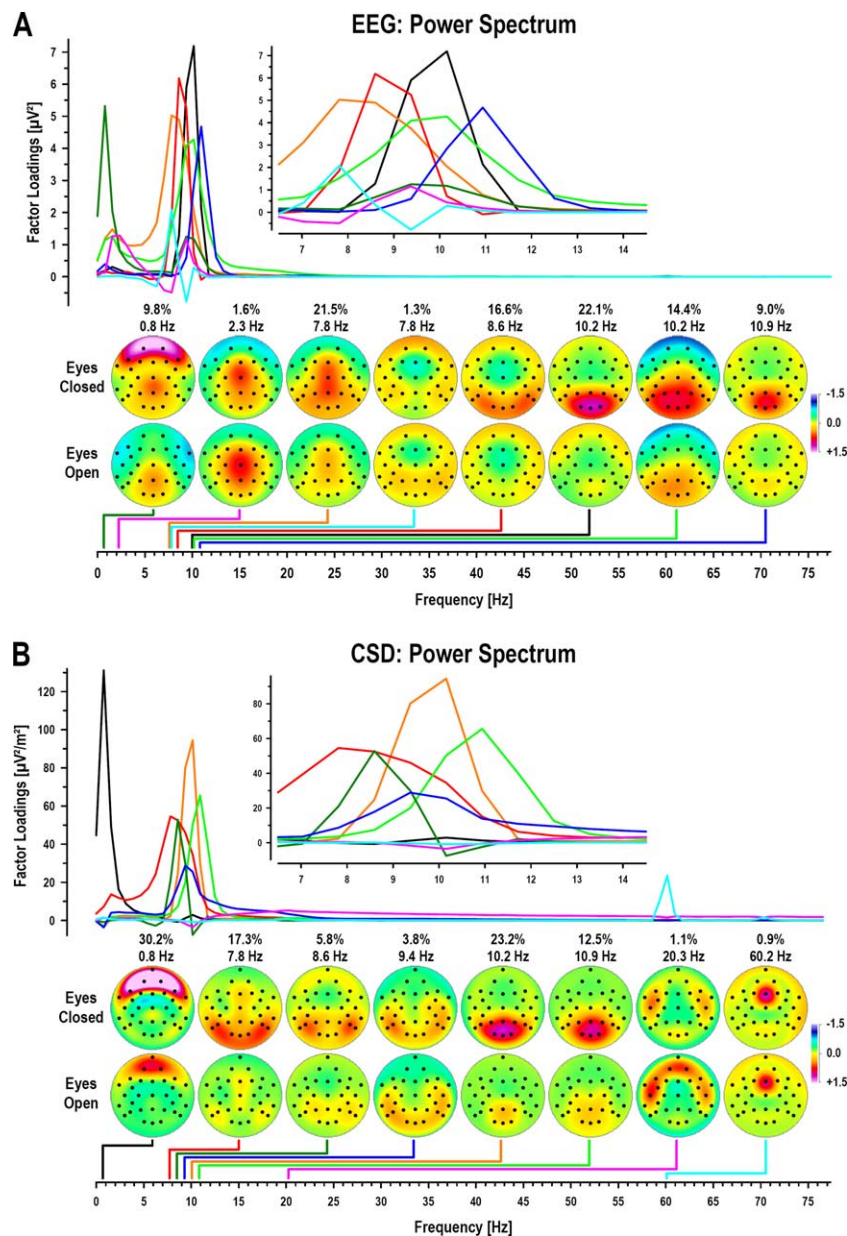 A
EEG: Power Spectrum
Factor Loadings [µV²]
7
6
5
4
3
2
1
0
7
6
5
4
3
2
1
0
7 8 9 10 11 12 13 14
9.8% 1.6% 21.5% 1.3% 16.6% 22.1% 14.4% 9.0%
0.8 Hz 2.3 Hz 7.8 Hz 7.8 Hz 8.6 Hz 10.2 Hz 10.2 Hz 10.9 Hz
Eyes
Closed
Eyes
Open
-1.5
0.0
+1.5
0 5 10 15 20 25 30 35 40 45 50 55 60 65 70 75
Frequency [Hz]
B
CSD: Power Spectrum
Factor Loadings [µV²/m²]
120
100
80
60
40
20
0
80
60
40
20
0
7 8 9 10 11 12 13 14
30.2% 17.3% 5.8% 3.8% 23.2% 12.5% 1.1% 0.9%
0.8 Hz 7.8 Hz 8.6 Hz 9.4 Hz 10.2 Hz 10.9 Hz 20.3 Hz 60.2 Hz
Eyes
Closed
Eyes
Open
-1.5
0.0
+1.5
0 5 10 15 20 25 30 35 40 45 50 55 60 65 70 75
Frequency [Hz]